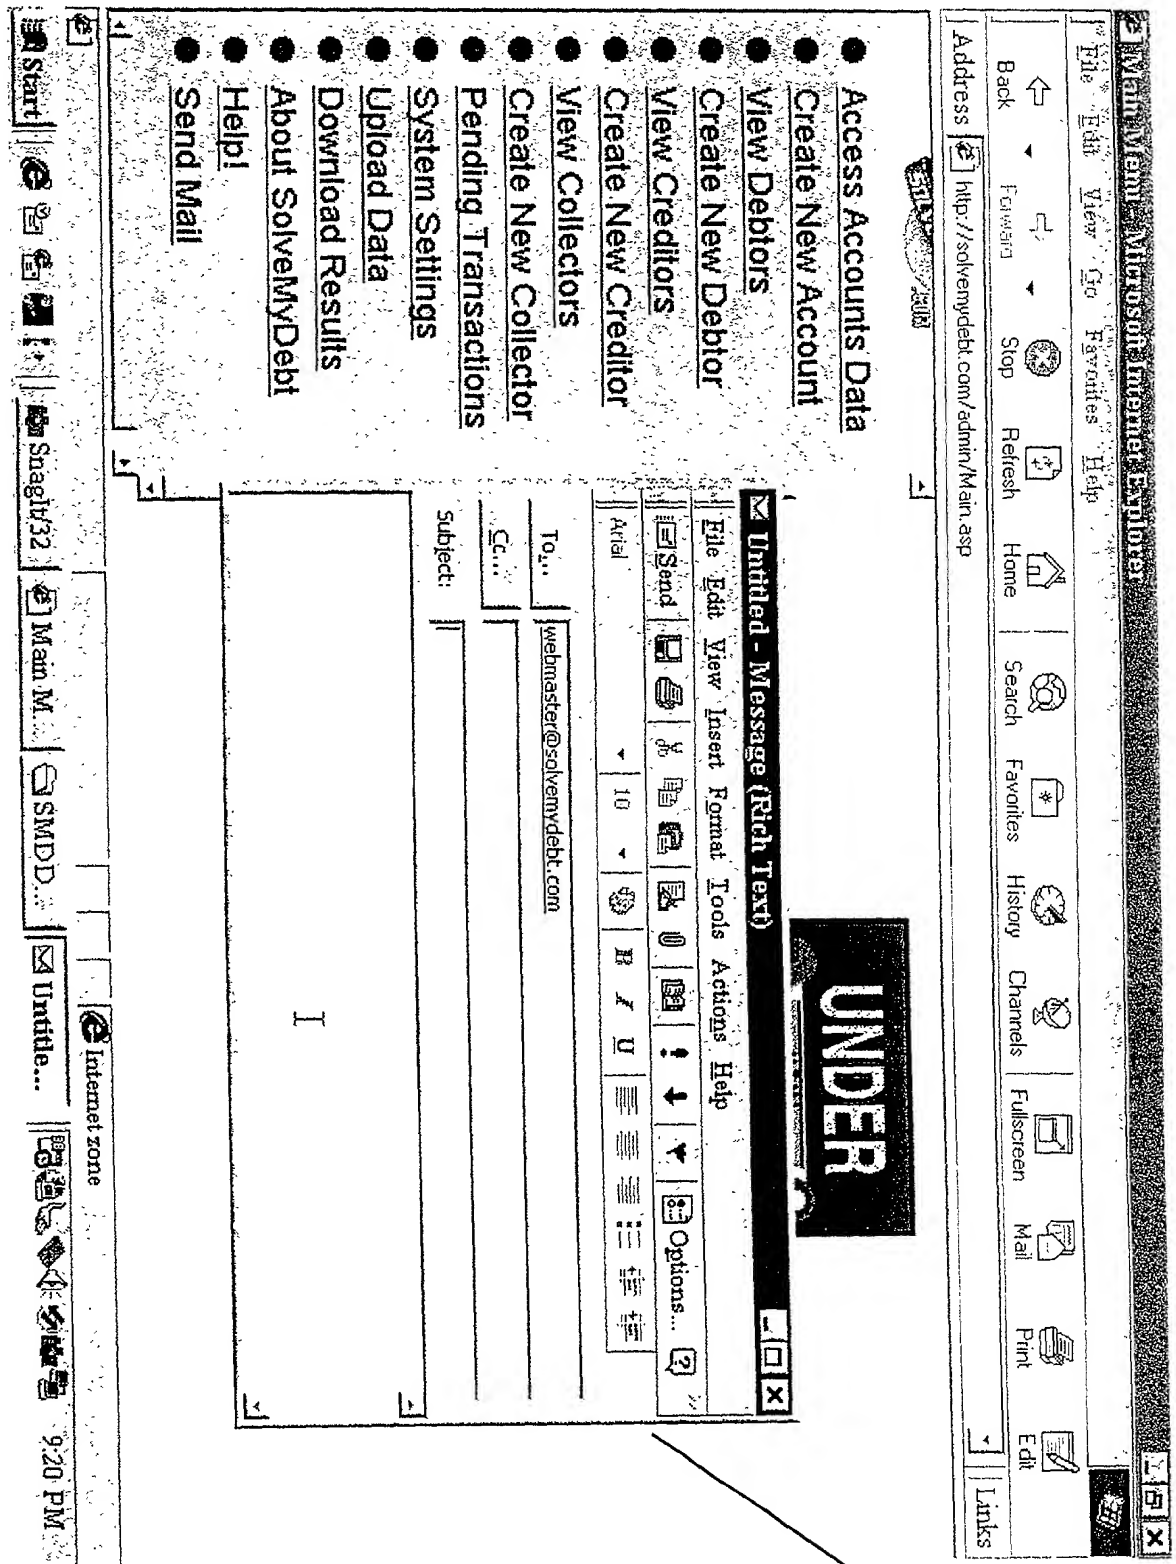 Main Menu - Microsoft Internet Explorer
File Edit View Go Favorites Help
Back Forward Stop Refresh Home Search Favorites History Channels Fullscreen Mail Print Edit
Address http://solvemydebt.com/admin/Main.asp Links
Access Accounts Data
Create New Account
View Debtors
Create New Debtor
View Creditors
Create New Creditor
View Collectors
Create New Collector
Pending Transactions
System Settings
Upload Data
Download Results
About SolveMyDebt
Help!
Send Mail
UNDER
Untitled - Message (Rich Text)
File Edit View Insert Format Tools Actions Help
Send Options...
Arial 10 B I U
To... webmaster@solvemydebt.com
Cc...
Subject:
Internet zone
Start SnagIt/32 Main M... SMDD... Untitle... 9:20 PM